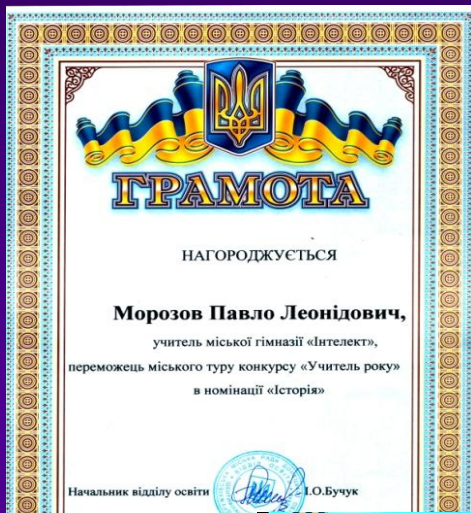 ГРАМОТА
НАГОРОДЖУЄТЬСЯ
Морозов Павло Леонідович,
учитель міської гімназії «Інтелект»,
переможець міського туру конкурсу «Учитель року»
в номінації «Історія»
Начальник відділу освіти І.О.Бучук